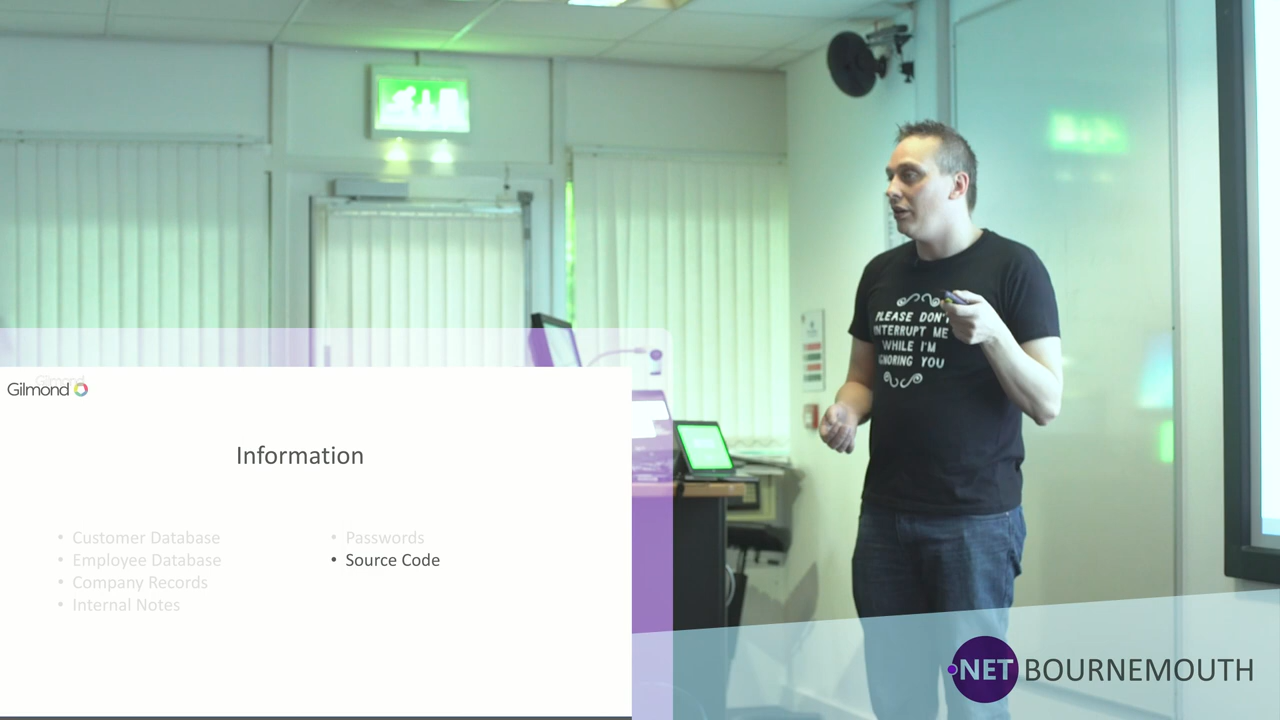 PLEASE DON'T
INTERRUPT ME
WHILE I'M
IGNORING YOU
Gilmond
Information
• Customer Database
• Employee Database
• Company Records
• Internal Notes
• Passwords
• Source Code
.NET BOURNEMOUTH